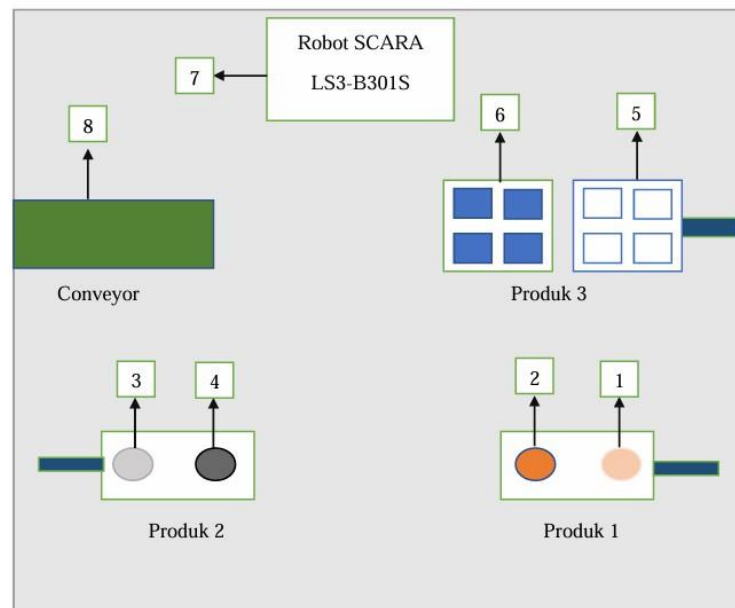 Robot SCARA
LS3-B301S
7
8
6
5
Conveyor
Produk 3
3
4
2
1
Produk 2
Produk 1